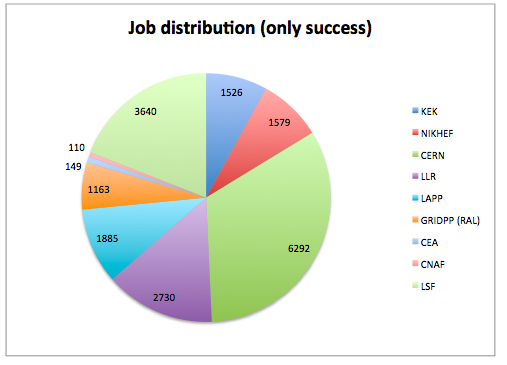 Job distribution (only success)
1526
1579
6292
2730
1885
1163
149
110
3640
KEK
NIKHEF
CERN
LLR
LAPP
GRIDPP (RAL)
CEA
CNAF
LSF